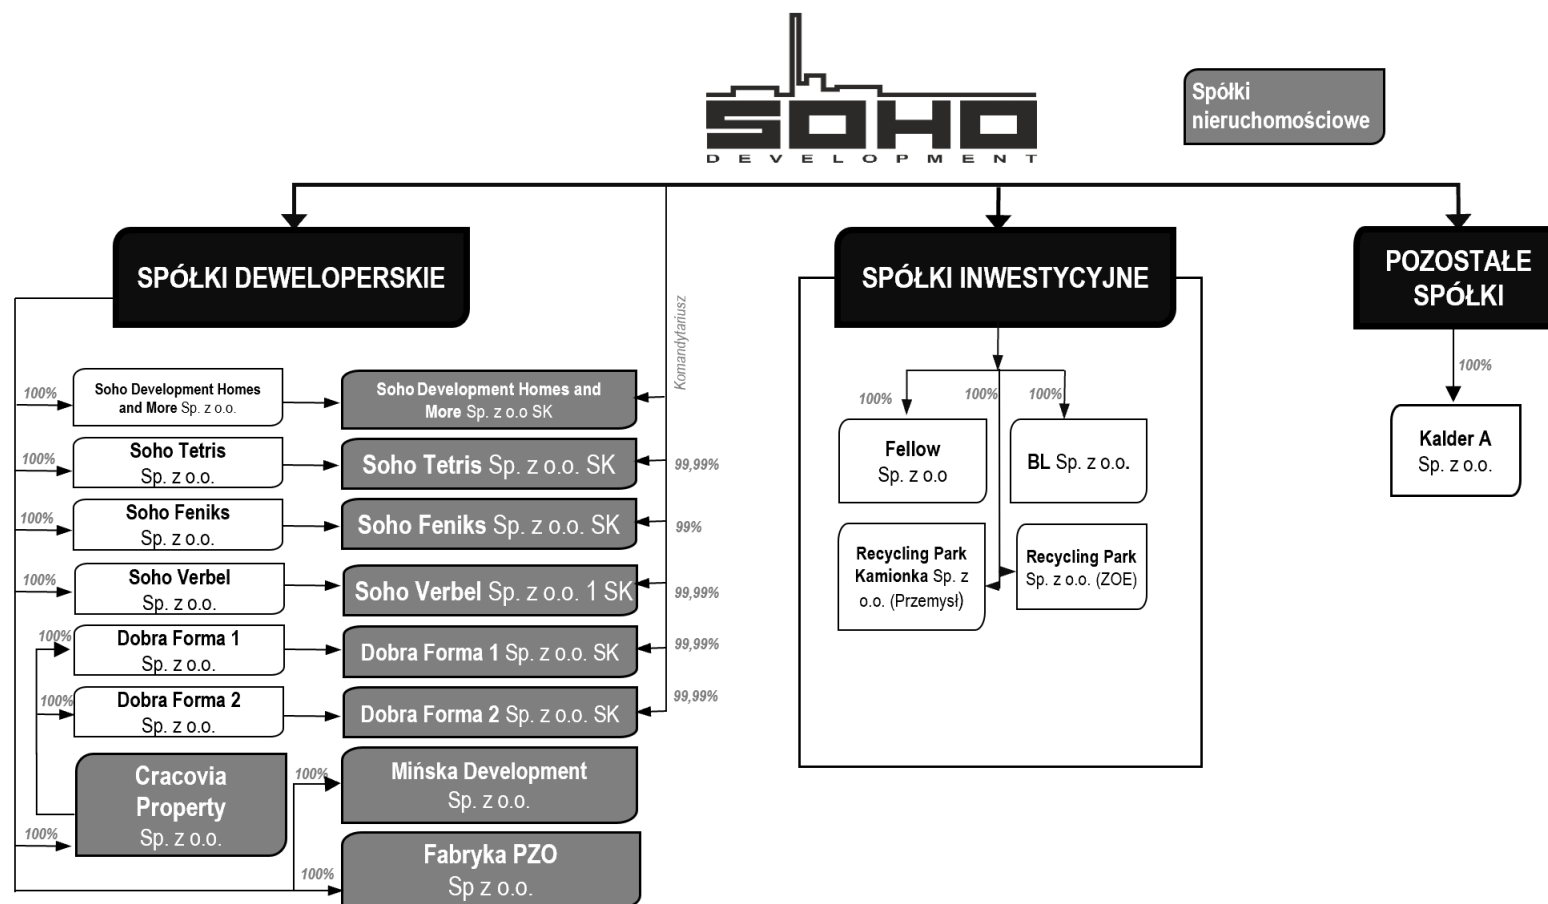 SOHO
DEVELOPMENT
Spółki
nieruchomościowe
SPÓŁKI DEWELOPERSKIE
Komandytariusz
SPÓŁKI INWESTYCYJNE
POZOSTAŁE
SPÓŁKI
100%
Soho Development Homes
and More Sp. z o.o.
Soho Development Homes and
More Sp. z o.o SK
100%
Soho Tetris
Sp. z o.o.
Soho Tetris Sp. z o.o. SK
99,99%
100%
Soho Feniks
Sp. z o.o.
Soho Feniks Sp. z o.o. SK
99%
100%
Soho Verbel
Sp. z o.o.
Soho Verbel Sp. z o.o. 1 SK
99,99%
100%
Dobra Forma 1
Sp. z o.o.
Dobra Forma 1 Sp. z o.o. SK
99,99%
100%
Dobra Forma 2
Sp. z o.o.
Dobra Forma 2 Sp. z o.o. SK
99,99%
100%
Cracovia
Property
Sp. z o.o.
100%
Mińska Development
Sp. z o.o.
100%
Fabryka PZO
Sp z o.o.
100%
100%
100%
Fellow
Sp. z o.o
BL Sp. z o.o.
Recycling Park
Kamionka Sp. z
o.o. (Przemysł)
Recycling Park
Sp. z o.o. (ZOE)
100%
Kalder A
Sp. z o.o.